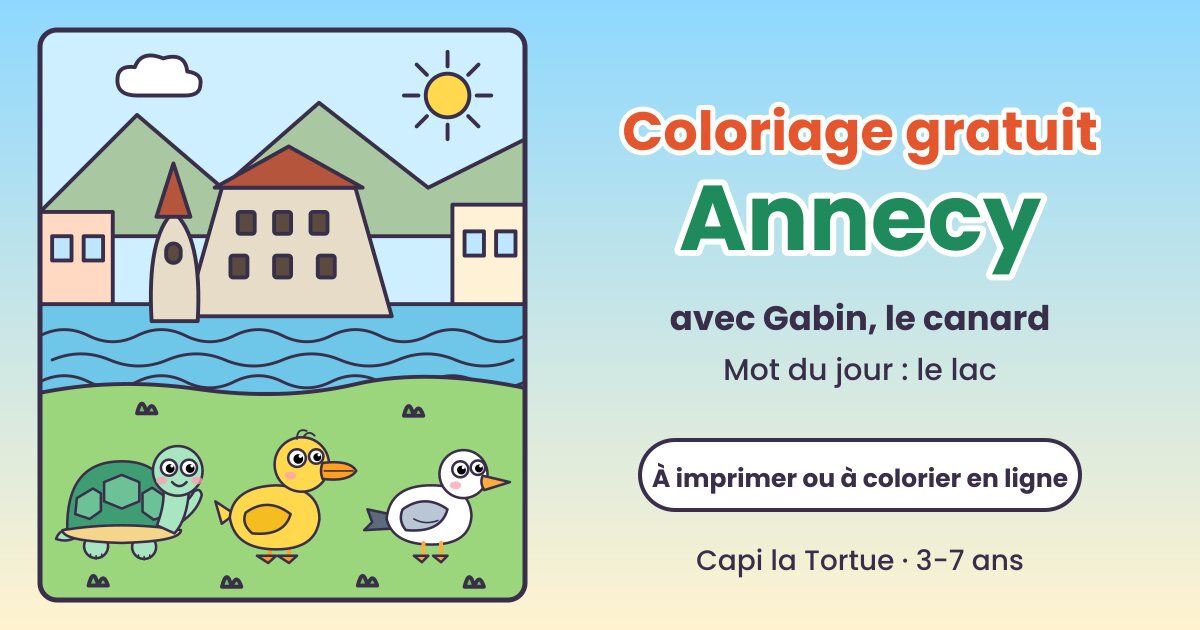 Coloriage gratuit
Annecy
avec Gabin, le canard
Mot du jour : le lac
À imprimer ou à colorier en ligne
Capi la Tortue · 3-7 ans